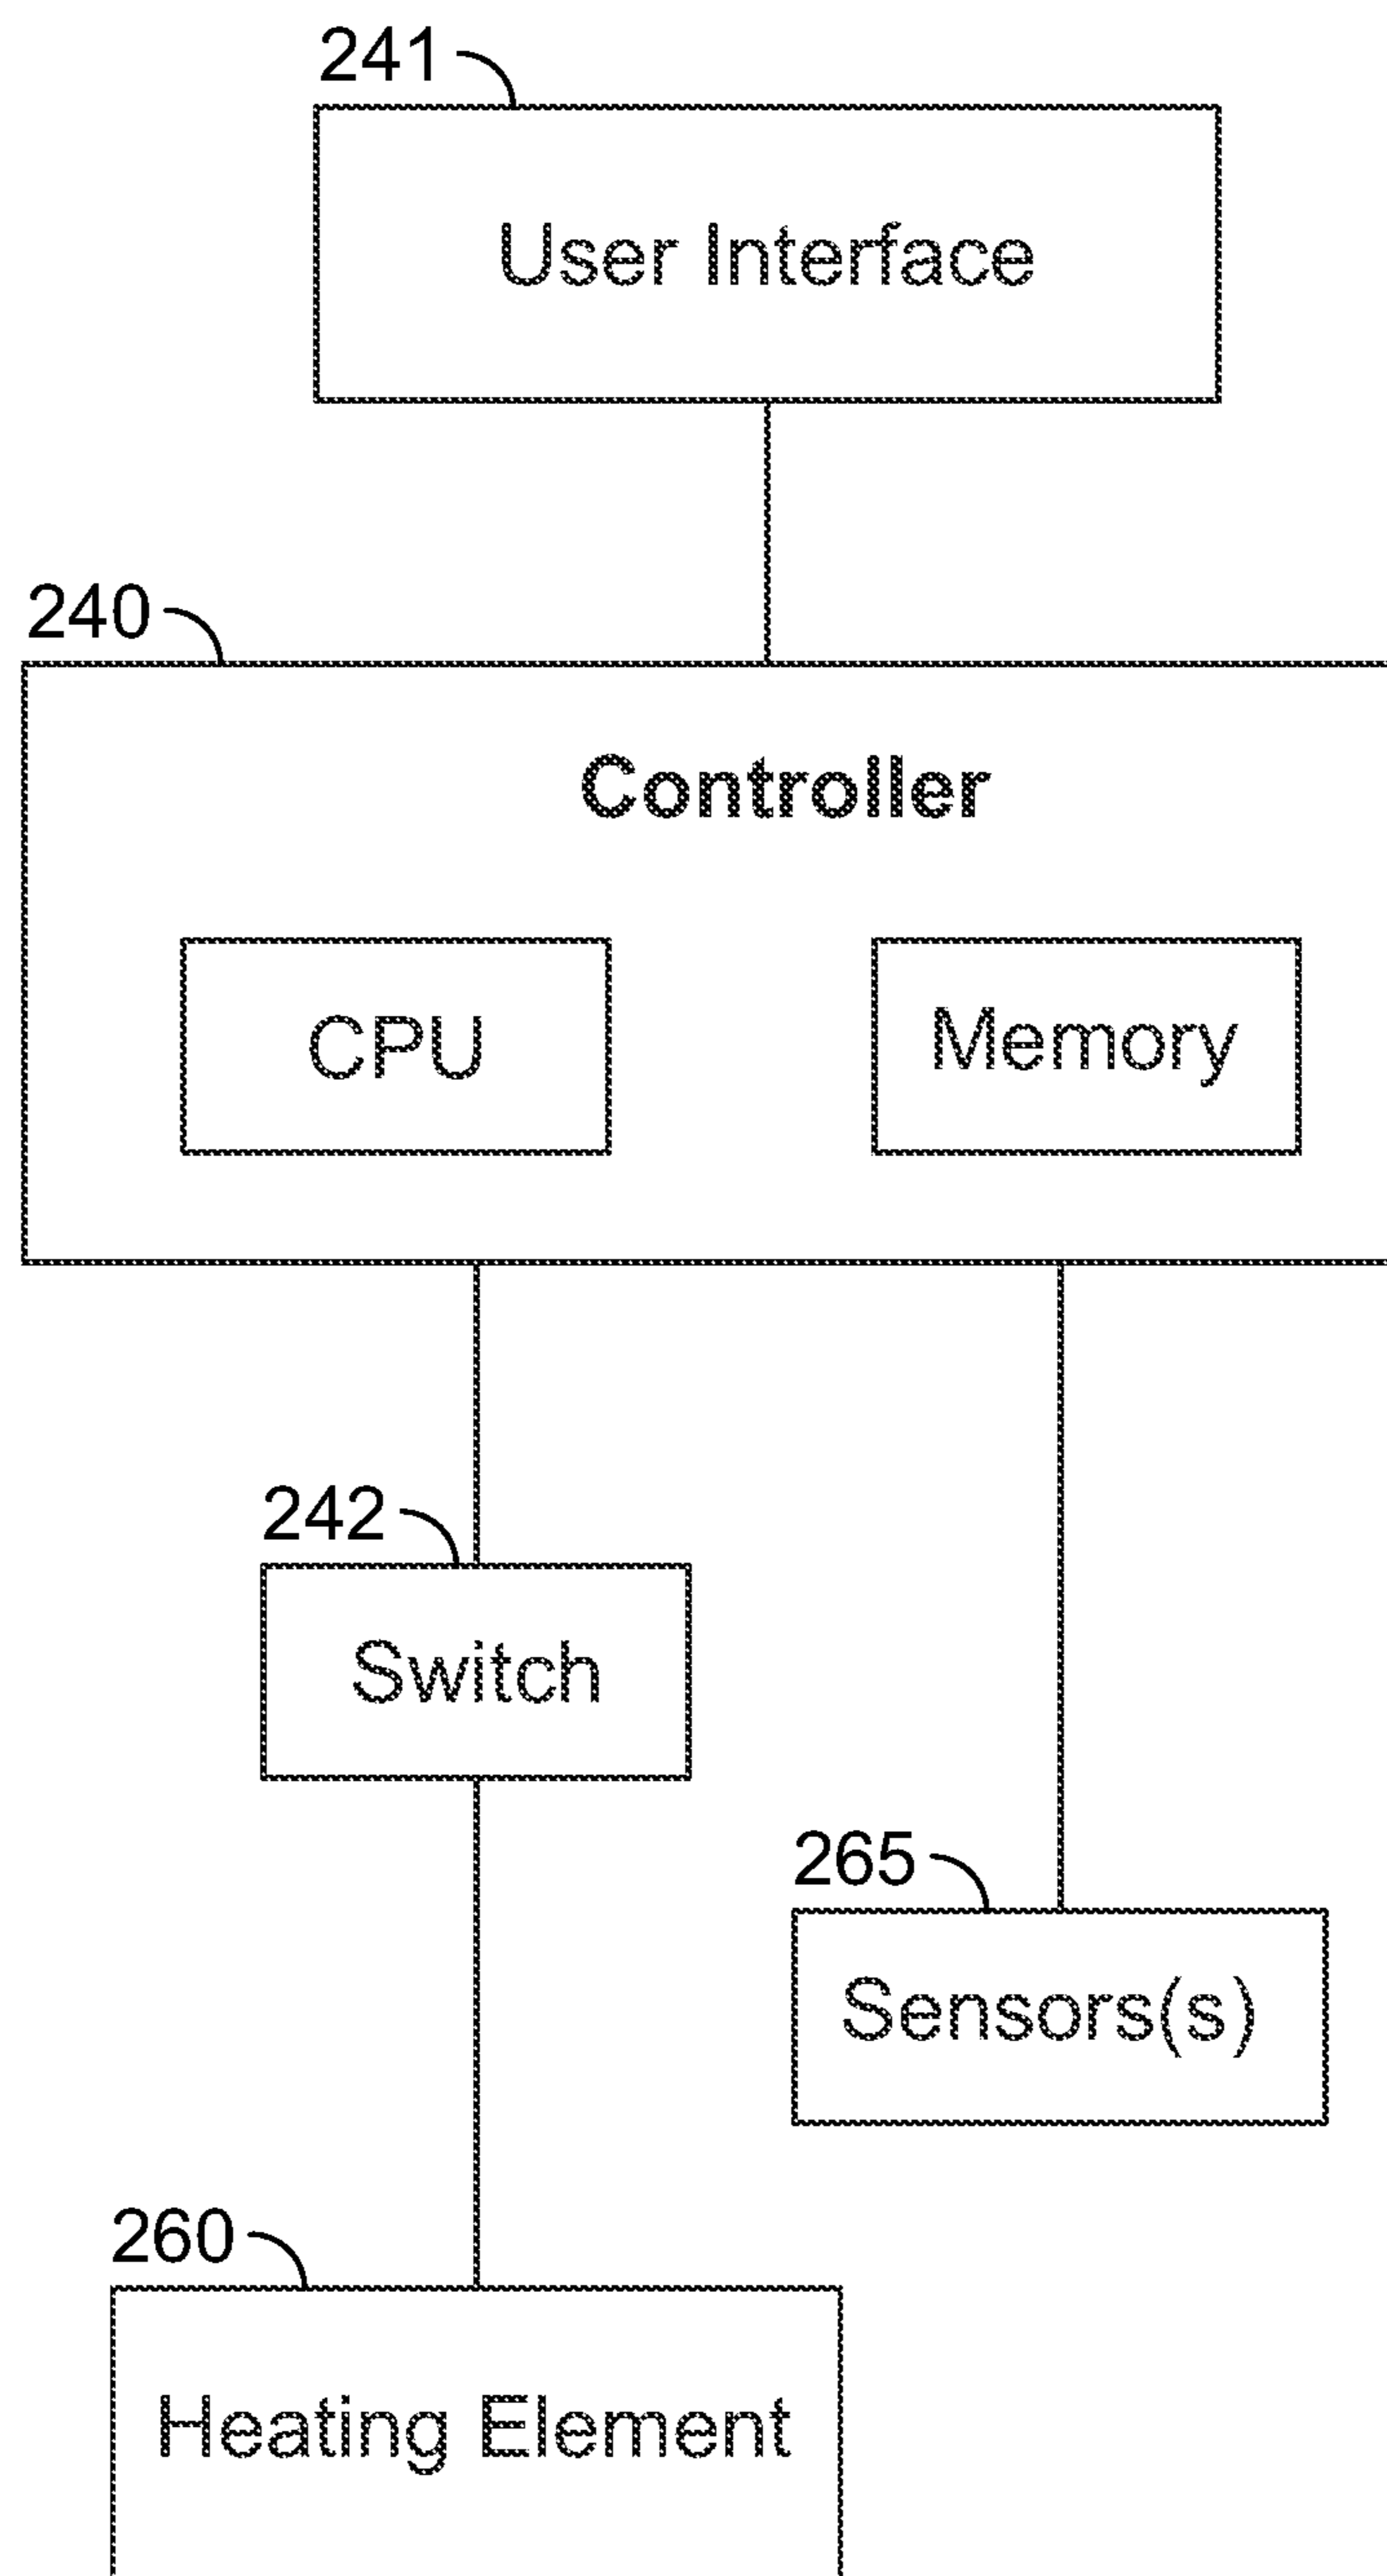 241
User Interface
240
Controller
CPU
Memory
242
Switch
265
Sensors(s)
260
Heating Element